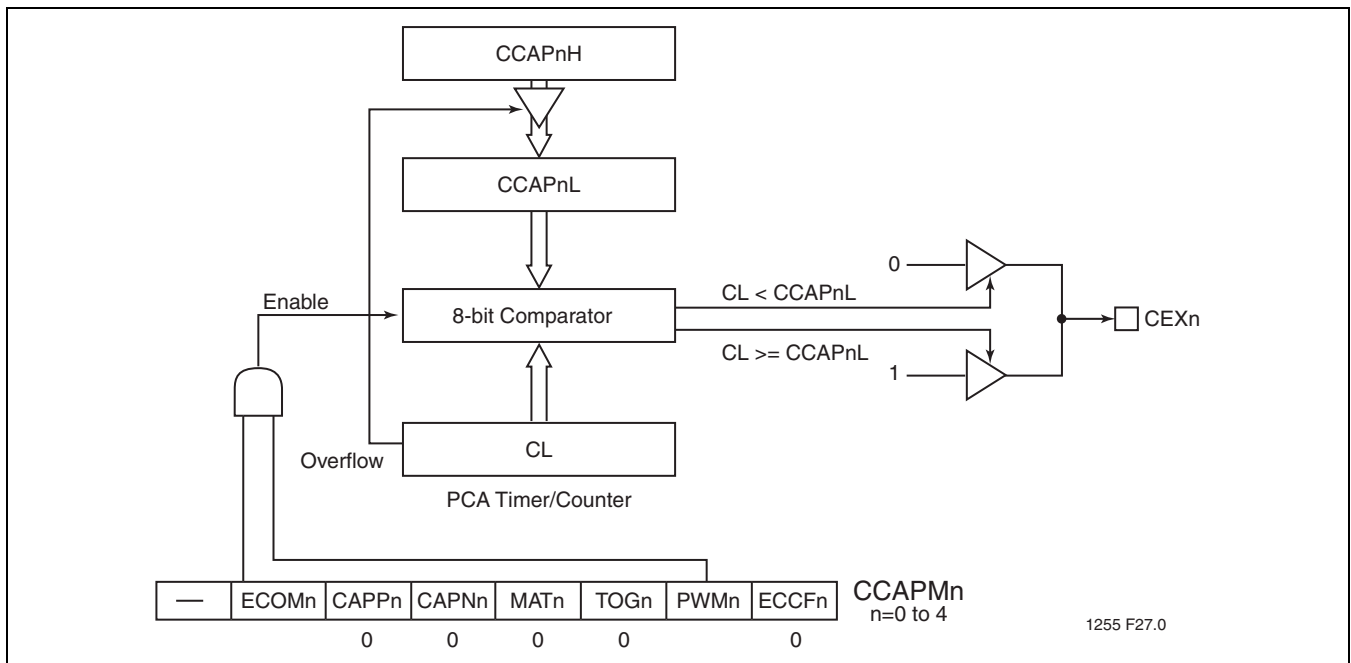 CCAPnH
CCAPnL
0
CL < CCAPnL
Enable
8-bit Comparator
CEXn
CL >= CCAPnL
1
CL
Overflow
PCA Timer/Counter
— ECOMn CAPPn CAPNn MATn TOGn PWMn ECCFn CCAPMn
n=0 to 4
0 0 0 0 0
1255 F27.0